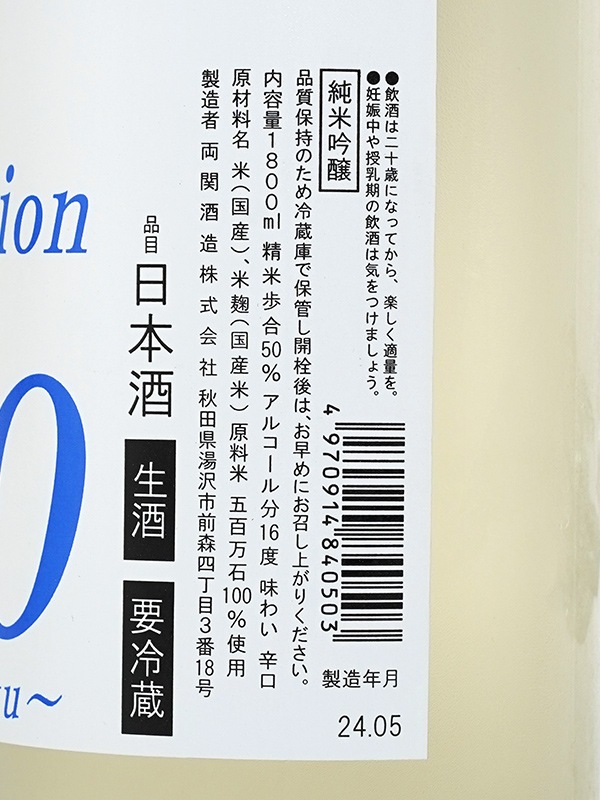 ●飲酒は二十歳になってから、楽しく適量を。
●妊娠中や授乳期の飲酒は気をつけましょう。
純米吟醸
品質保持のため冷蔵庫で保管し開栓後は、お早めにお召し上がりください。
内容量1800ml 精米歩合50% アルコール分16度 味わい 辛口
原材料名 米(国産)、米麹(国産米) 原料米 五百万石100%使用
製造者 両関酒造株式会社 秋田県湯沢市前森四丁目3番18号
品目 日本酒 生酒 要冷蔵
4 970914 840503
製造年月
24.05
ion
0
u~